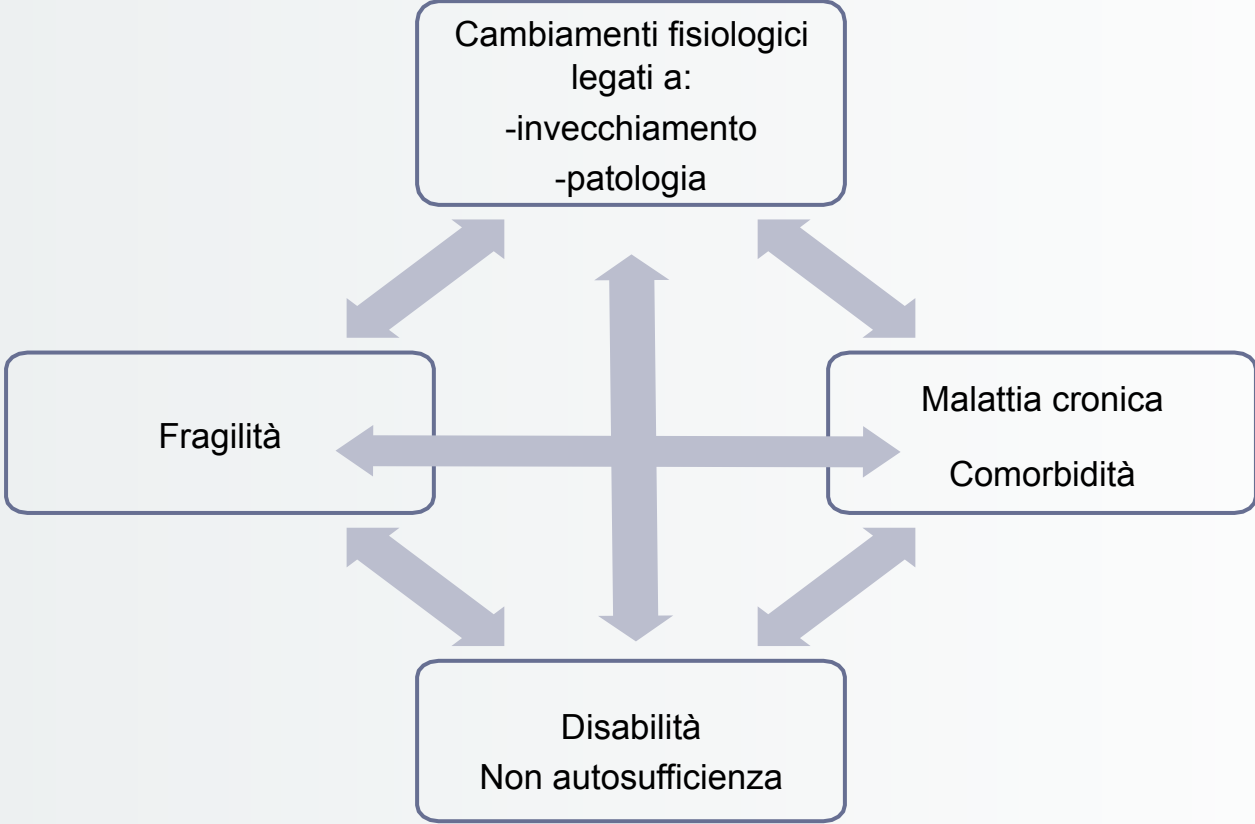 Cambiamenti fisiologici
legati a:
-invecchiamento
-patologia
Fragilità
Malattia cronica
Comorbidità
Disabilità
Non autosufficienza